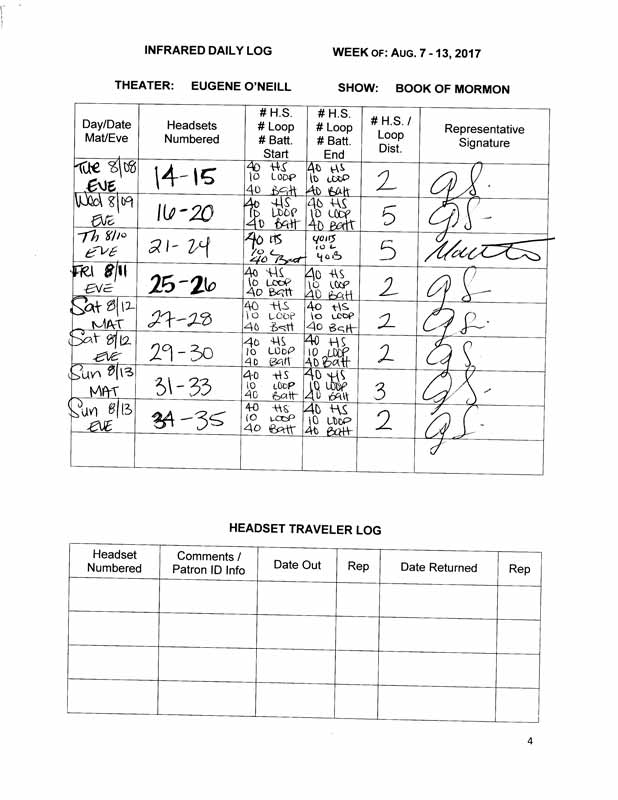 INFRARED DAILY LOG WEEK OF: AUG. 7 - 13, 2017
THEATER: EUGENE O'NEILL SHOW: BOOK OF MORMON
Day/Date Mat/Eve Headsets Numbered # H.S. # Loop # Batt. Start # H.S. # Loop # Batt. End # H.S. / Loop Dist. Representative Signature
Tue 8/08 EVE 14-15 40 HS 10 LOOP 40 Batt 40 HS 10 LOOP 40 Batt 2 GS.
Wed 8/09 EVE 16-20 40 HS 10 LOOP 40 Batt 40 HS 10 LOOP 40 Batt 5 GS-
Th 8/10 EVE 21-24 40 HS 10 L 40 Batt 40 HS 10 L 40 B 5
FRI 8/11 EVE 25-26 40 HS 10 LOOP 40 Batt 40 HS 10 LOOP 40 Batt 2 GS
Sat 8/12 MAT 27-28 40 HS 10 LOOP 40 Batt 40 HS 10 LOOP 40 Batt 2 GS.
Sat 8/12 EVE 29-30 40 HS 10 LOOP 40 Batt 40 HS 10 LOOP 40 Batt 2 GS.
Sun 8/13 MAT 31-33 40 HS 10 LOOP 40 Batt 40 HS 10 LOOP 40 Batt 3 GS.
Sun 8/13 EVE 34-35 40 HS 10 LOOP 40 Batt 40 HS 10 LOOP 40 Batt 2 GS.
HEADSET TRAVELER LOG
Headset Numbered Comments / Patron ID Info Date Out Rep Date Returned Rep
4